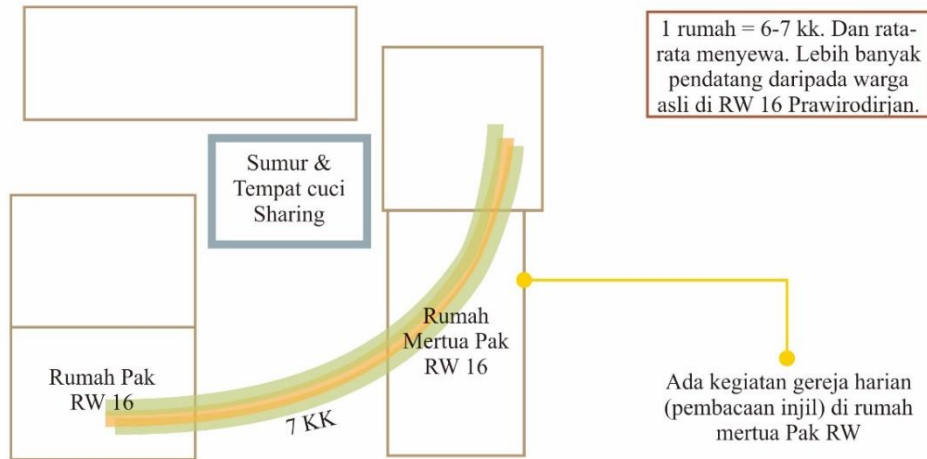 1 rumah = 6-7 kk. Dan rata-
rata menyewa. Lebih banyak
pendatang daripada warga
asli di RW 16 Prawirodirjan.
Sumur &
Tempat cuci
Sharing
Rumah
Mertua Pak
RW 16
Rumah Pak
RW 16
7 KK
Ada kegiatan gereja harian
(pembacaan injil) di rumah
mertua Pak RW